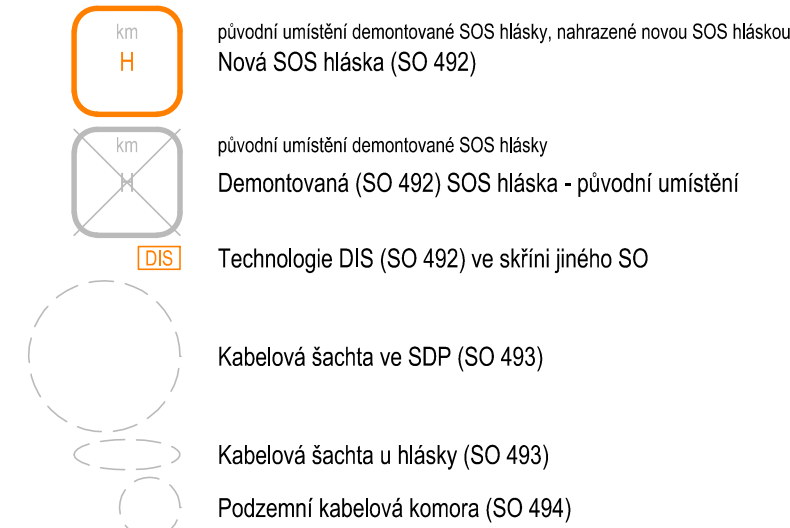 km
původní umístění demontované SOS hlásky, nahrazené novou SOS hláskou
H
Nová SOS hláska (SO 492)
km
původní umístění demontované SOS hlásky
H
Demontovaná (SO 492) SOS hláska - původní umístění
DIS
Technologie DIS (SO 492) ve skříni jiného SO
Kabelová šachta ve SDP (SO 493)
Kabelová šachta u hlásky (SO 493)
Podzemní kabelová komora (SO 494)